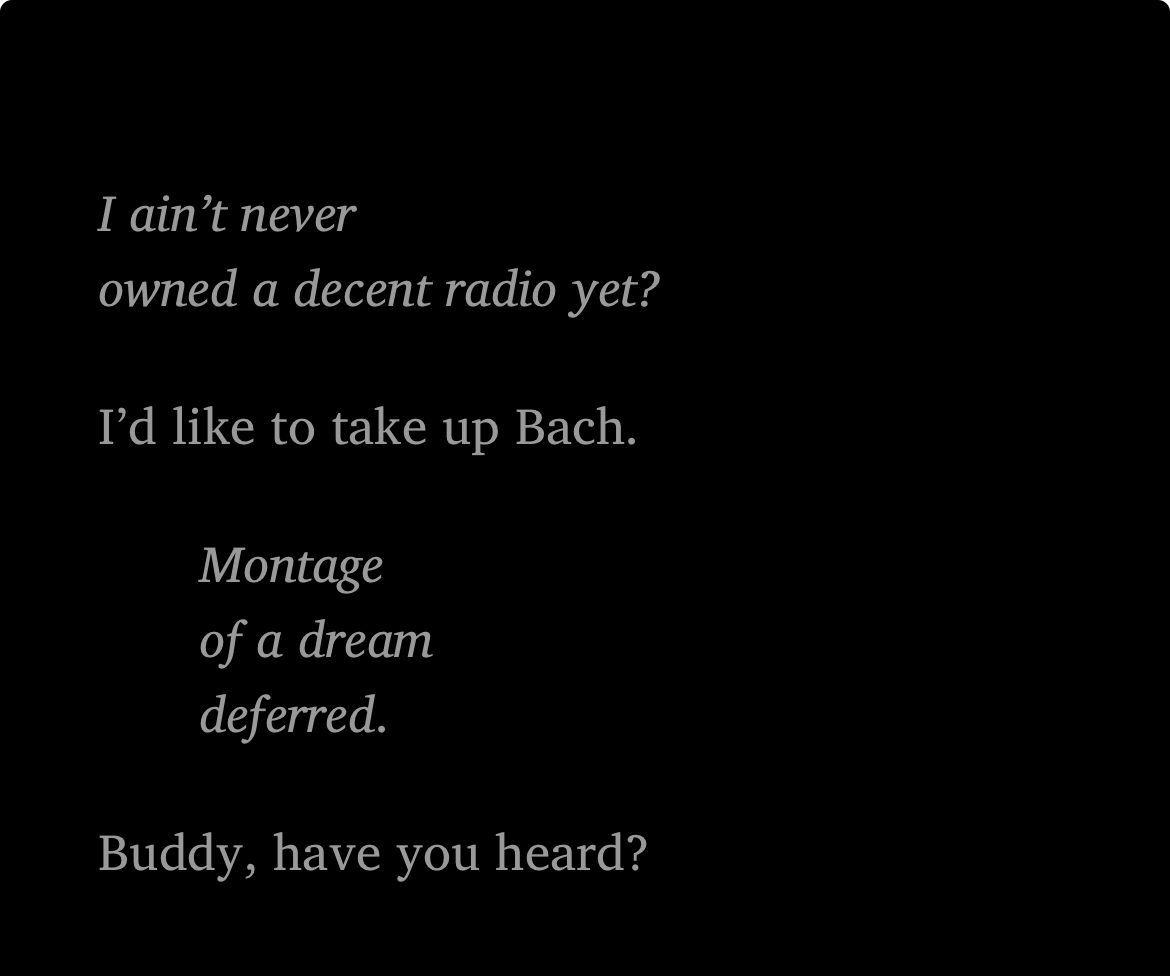 I ain’t never
owned a decent radio yet?
I’d like to take up Bach.
Montage
of a dream
deferred.
Buddy, have you heard?